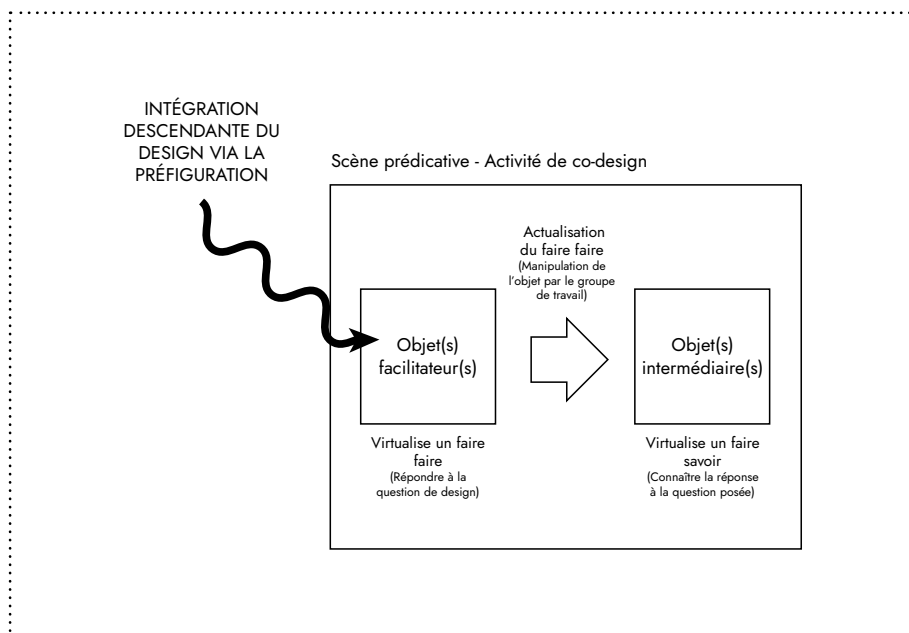 INTÉGRATION
DESCENDANTE DU
DESIGN VIA LA
PRÉFIGURATION
Scène prédicative - Activité de co-design
Actualisation
du faire faire
(Manipulation de
l'objet par le groupe
de travail)
Objet(s)
facilitateur(s)
Objet(s)
intermédiaire(s)
Virtualise un faire
faire
(Répondre à la
question de design)
Virtualise un faire
savoir
(Connaître la réponse
à la question posée)